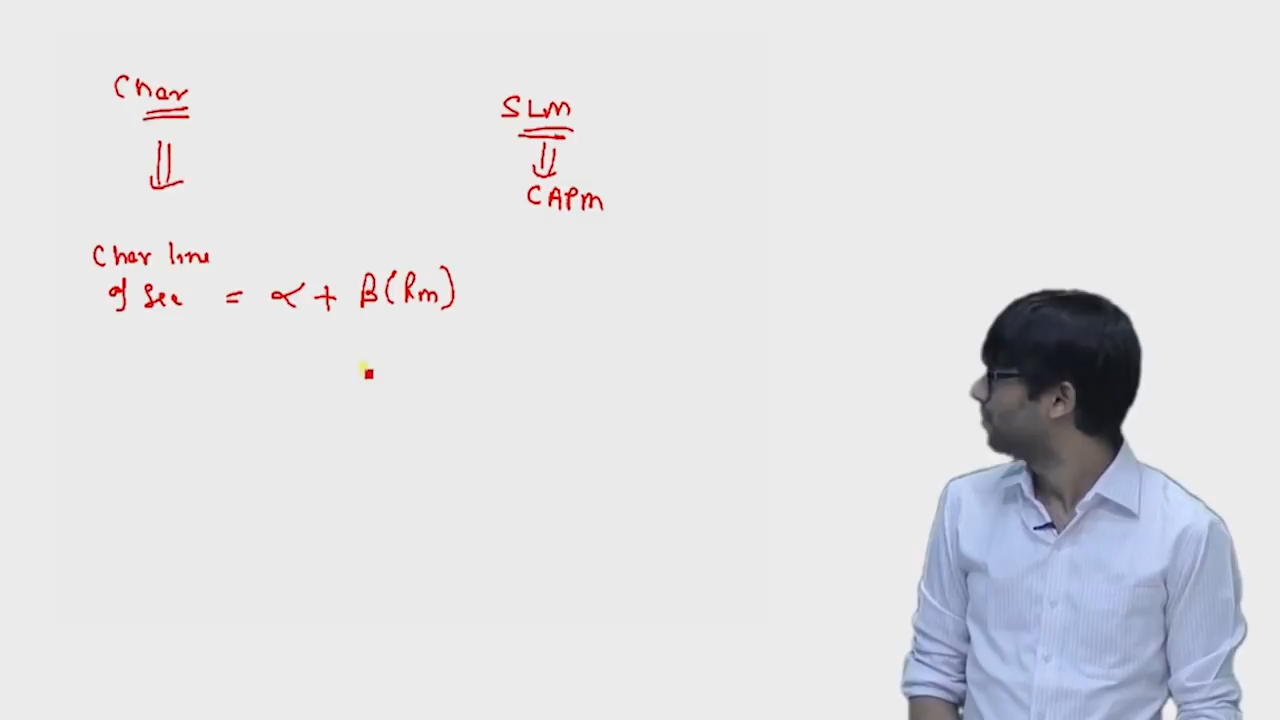 Char
SLM
CAPM
Char line
of Sec = α + β(Rm)